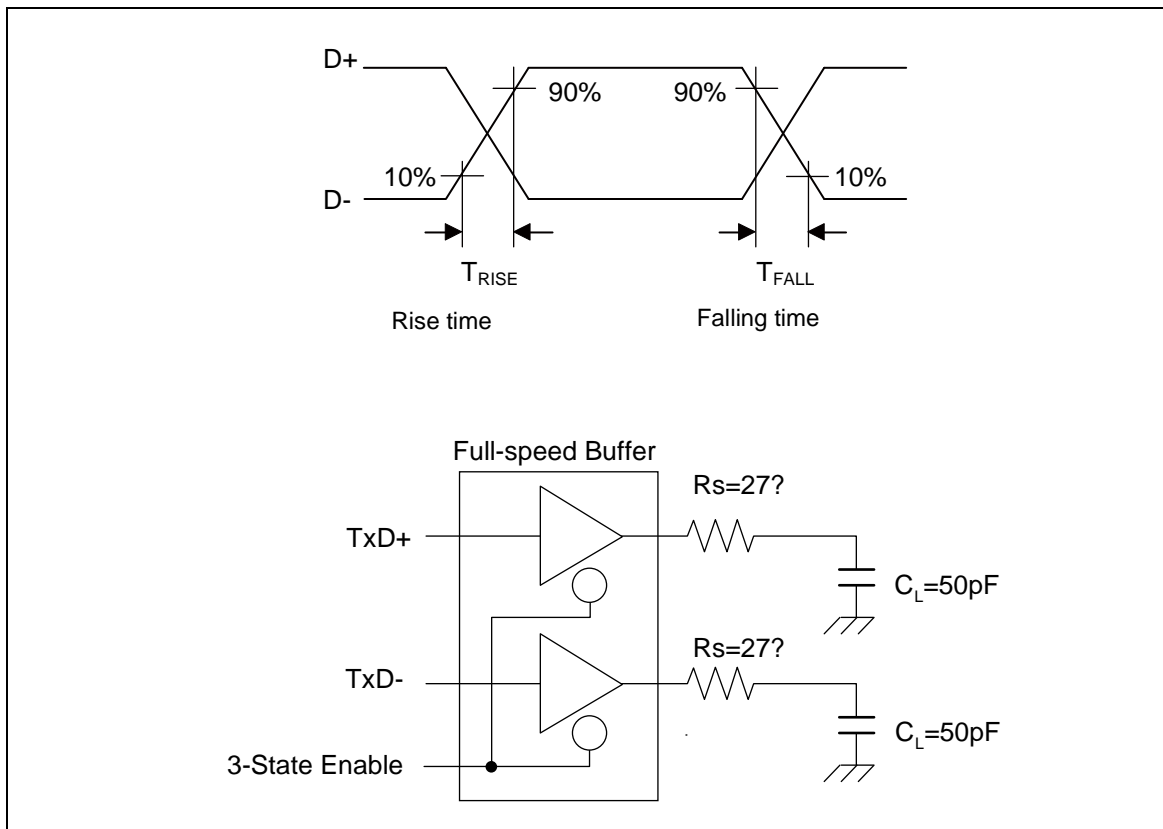 D+
90%
90%
10%
10%
D-
TRISE
TFALL
Rise time
Falling time
Full-speed Buffer
Rs=27?
TxD+
CL=50pF
Rs=27?
TxD-
CL=50pF
3-State Enable